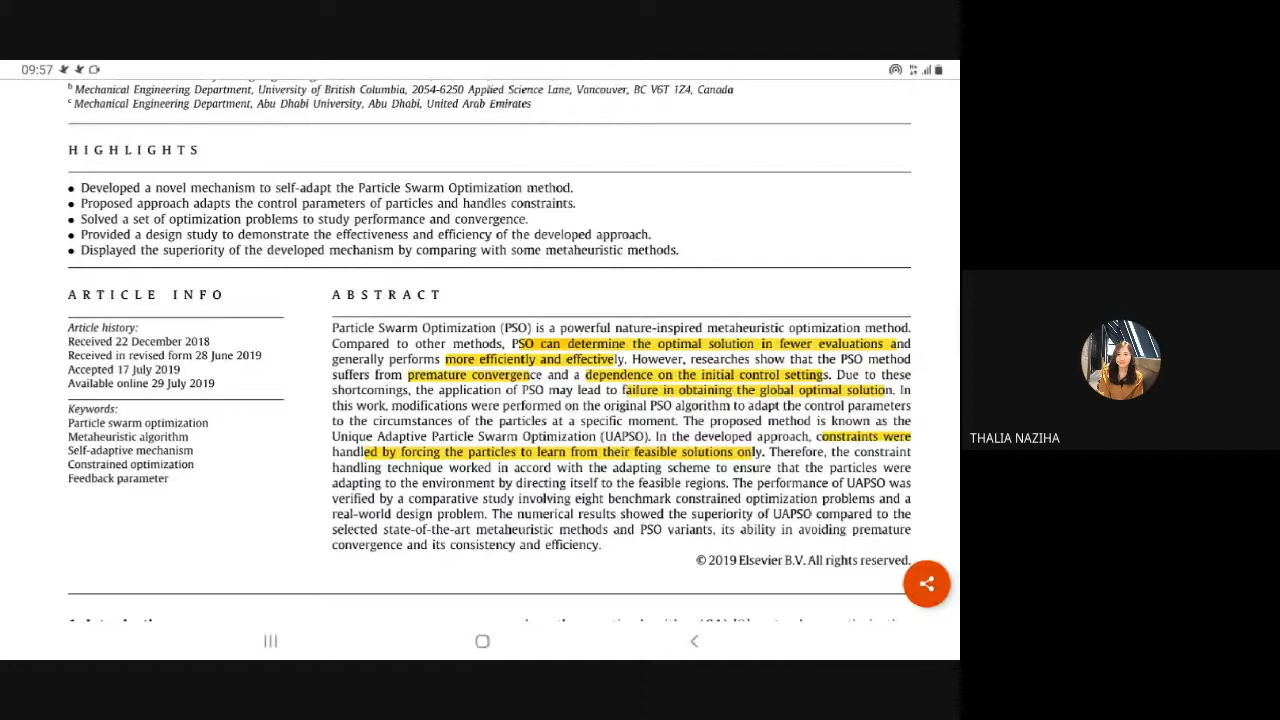 09:57
b Mechanical Engineering Department, University of British Columbia, 2054-6250 Applied Science Lane, Vancouver, BC V6T 1Z4, Canada
c Mechanical Engineering Department, Abu Dhabi University, Abu Dhabi, United Arab Emirates
HIGHLIGHTS
• Developed a novel mechanism to self-adapt the Particle Swarm Optimization method.
• Proposed approach adapts the control parameters of particles and handles constraints.
• Solved a set of optimization problems to study performance and convergence.
• Provided a design study to demonstrate the effectiveness and efficiency of the developed approach.
• Displayed the superiority of the developed mechanism by comparing with some metaheuristic methods.
ARTICLE INFO
Article history:
Received 22 December 2018
Received in revised form 28 June 2019
Accepted 17 July 2019
Available online 29 July 2019
Keywords:
Particle swarm optimization
Metaheuristic algorithm
Self-adaptive mechanism
Constrained optimization
Feedback parameter
ABSTRACT
Particle Swarm Optimization (PSO) is a powerful nature-inspired metaheuristic optimization method.
Compared to other methods, PSO can determine the optimal solution in fewer evaluations and
generally performs more efficiently and effectively. However, researches show that the PSO method
suffers from premature convergence and a dependence on the initial control settings. Due to these
shortcomings, the application of PSO may lead to failure in obtaining the global optimal solution. In
this work, modifications were performed on the original PSO algorithm to adapt the control parameters
to the circumstances of the particles at a specific moment. The proposed method is known as the
Unique Adaptive Particle Swarm Optimization (UAPSO). In the developed approach, constraints were
handled by forcing the particles to learn from their feasible solutions only. Therefore, the constraint
handling technique worked in accord with the adapting scheme to ensure that the particles were
adapting to the environment by directing itself to the feasible regions. The performance of UAPSO was
verified by a comparative study involving eight benchmark constrained optimization problems and a
real-world design problem. The numerical results showed the superiority of UAPSO compared to the
selected state-of-the-art metaheuristic methods and PSO variants, its ability in avoiding premature
convergence and its consistency and efficiency.
© 2019 Elsevier B.V. All rights reserved.
THALIA NAZIHA